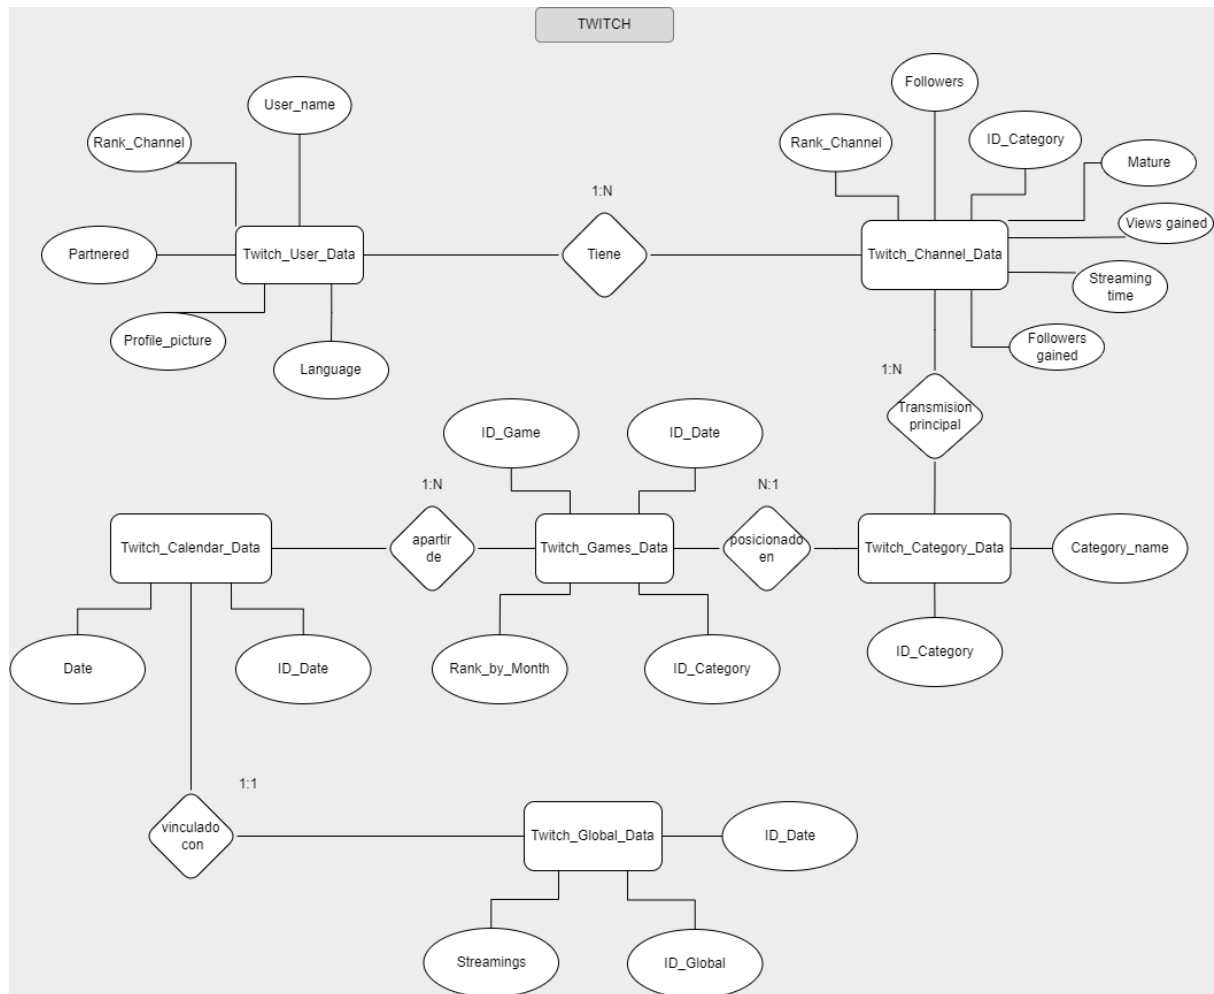 TWITCH
Followers
User_name
Rank_Channel
Rank_Channel
ID_Category
Mature
1:N
Views gained
Partnered
Twitch_User_Data
Tiene
Twitch_Channel_Data
Streaming
time
Profile_picture
Language
Followers
gained
1:N
Transmision
principal
ID_Game
ID_Date
1:N
N:1
Twitch_Calendar_Data
apartir
de
Twitch_Games_Data
posicionado
en
Twitch_Category_Data
Category_name
Date
ID_Date
Rank_by_Month
ID_Category
ID_Category
1:1
vinculado
con
Twitch_Global_Data
ID_Date
Streamings
ID_Global